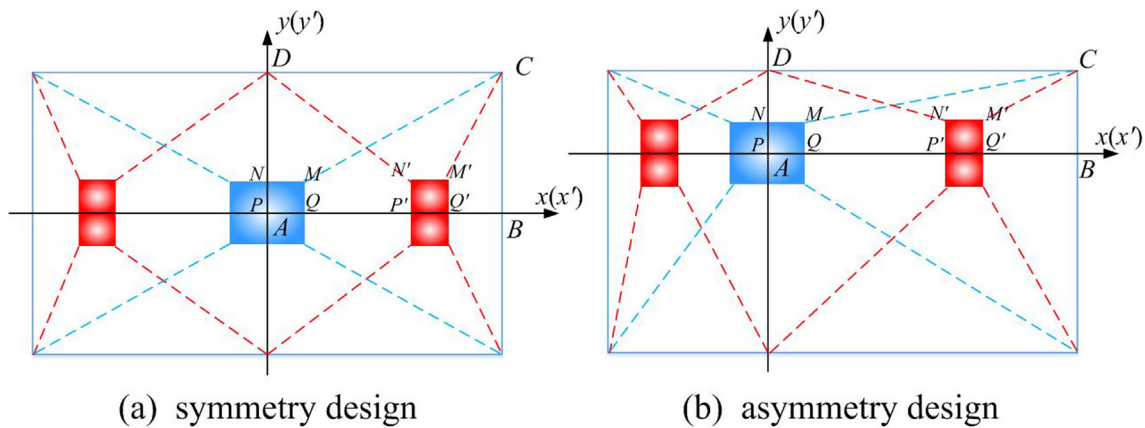 y(y')
D
C
N M N' M'
x(x')
P Q P' Q'
A B
(a) symmetry design
y(y')
D
C
N M N' M'
x(x')
P Q P' Q'
A B
(b) asymmetry design